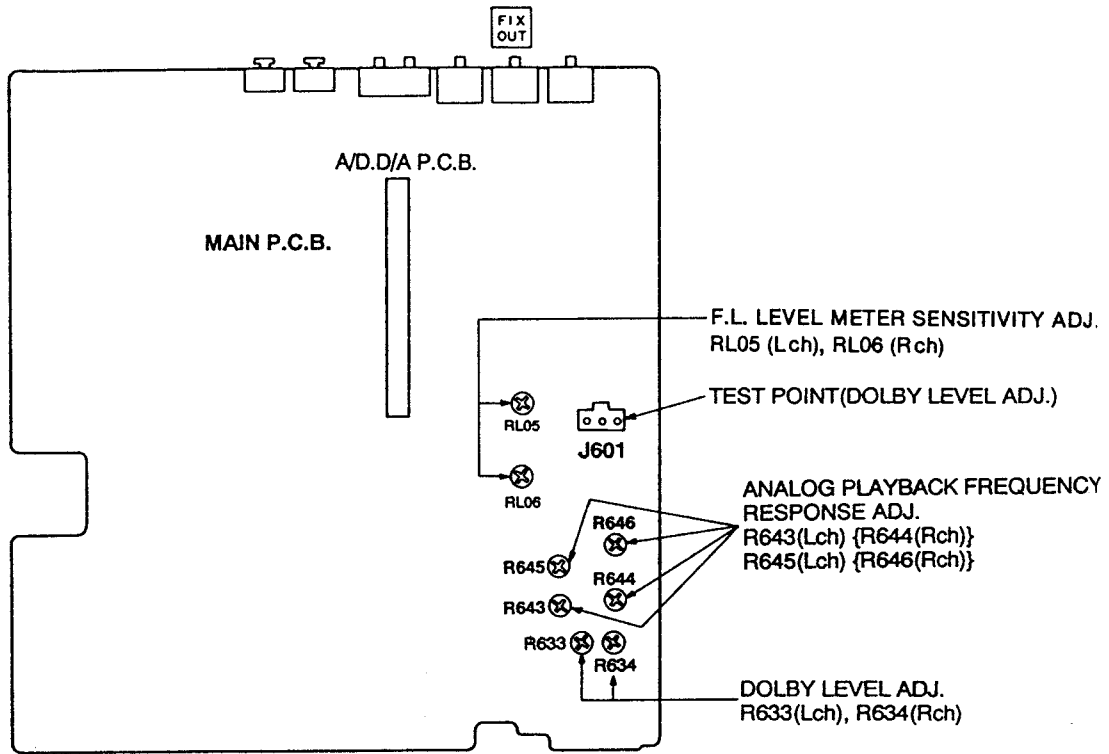 FIX
OUT
A/D.D/A P.C.B.
MAIN P.C.B.
F.L. LEVEL METER SENSITIVITY ADJ.
RL05 (Lch), RL06 (Rch)
RL05
TEST POINT(DOLBY LEVEL ADJ.)
J601
RL06
ANALOG PLAYBACK FREQUENCY
RESPONSE ADJ.
R643(Lch) {R644(Rch)}
R645(Lch) {R646(Rch)}
R646
R645
R644
R643
R633
R634
DOLBY LEVEL ADJ.
R633(Lch), R634(Rch)